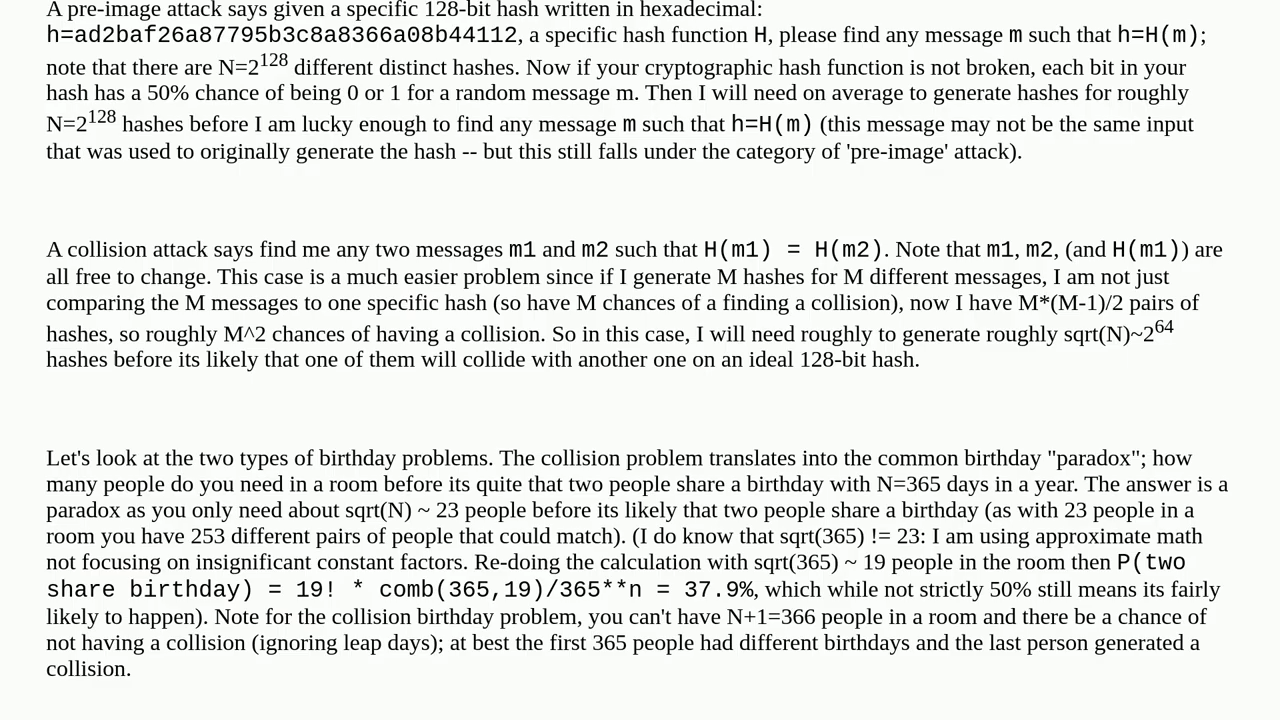 A pre-image attack says given a specific 128-bit hash written in hexadecimal:
h=ad2baf26a87795b3c8a8366a08b44112, a specific hash function H, please find any message m such that h=H(m);
note that there are N=2^128 different distinct hashes. Now if your cryptographic hash function is not broken, each bit in your
hash has a 50% chance of being 0 or 1 for a random message m. Then I will need on average to generate hashes for roughly
N=2^128 hashes before I am lucky enough to find any message m such that h=H(m) (this message may not be the same input
that was used to originally generate the hash -- but this still falls under the category of 'pre-image' attack).
A collision attack says find me any two messages m1 and m2 such that H(m1) = H(m2). Note that m1, m2, (and H(m1)) are
all free to change. This case is a much easier problem since if I generate M hashes for M different messages, I am not just
comparing the M messages to one specific hash (so have M chances of a finding a collision), now I have M*(M-1)/2 pairs of
hashes, so roughly M^2 chances of having a collision. So in this case, I will need roughly to generate roughly sqrt(N)~2^64
hashes before its likely that one of them will collide with another one on an ideal 128-bit hash.
Let's look at the two types of birthday problems. The collision problem translates into the common birthday "paradox"; how
many people do you need in a room before its quite that two people share a birthday with N=365 days in a year. The answer is a
paradox as you only need about sqrt(N) ~ 23 people before its likely that two people share a birthday (as with 23 people in a
room you have 253 different pairs of people that could match). (I do know that sqrt(365) != 23: I am using approximate math
not focusing on insignificant constant factors. Re-doing the calculation with sqrt(365) ~ 19 people in the room then P(two
share birthday) = 19! * comb(365,19)/365**n = 37.9%, which while not strictly 50% still means its fairly
likely to happen). Note for the collision birthday problem, you can't have N+1=366 people in a room and there be a chance of
not having a collision (ignoring leap days); at best the first 365 people had different birthdays and the last person generated a
collision.